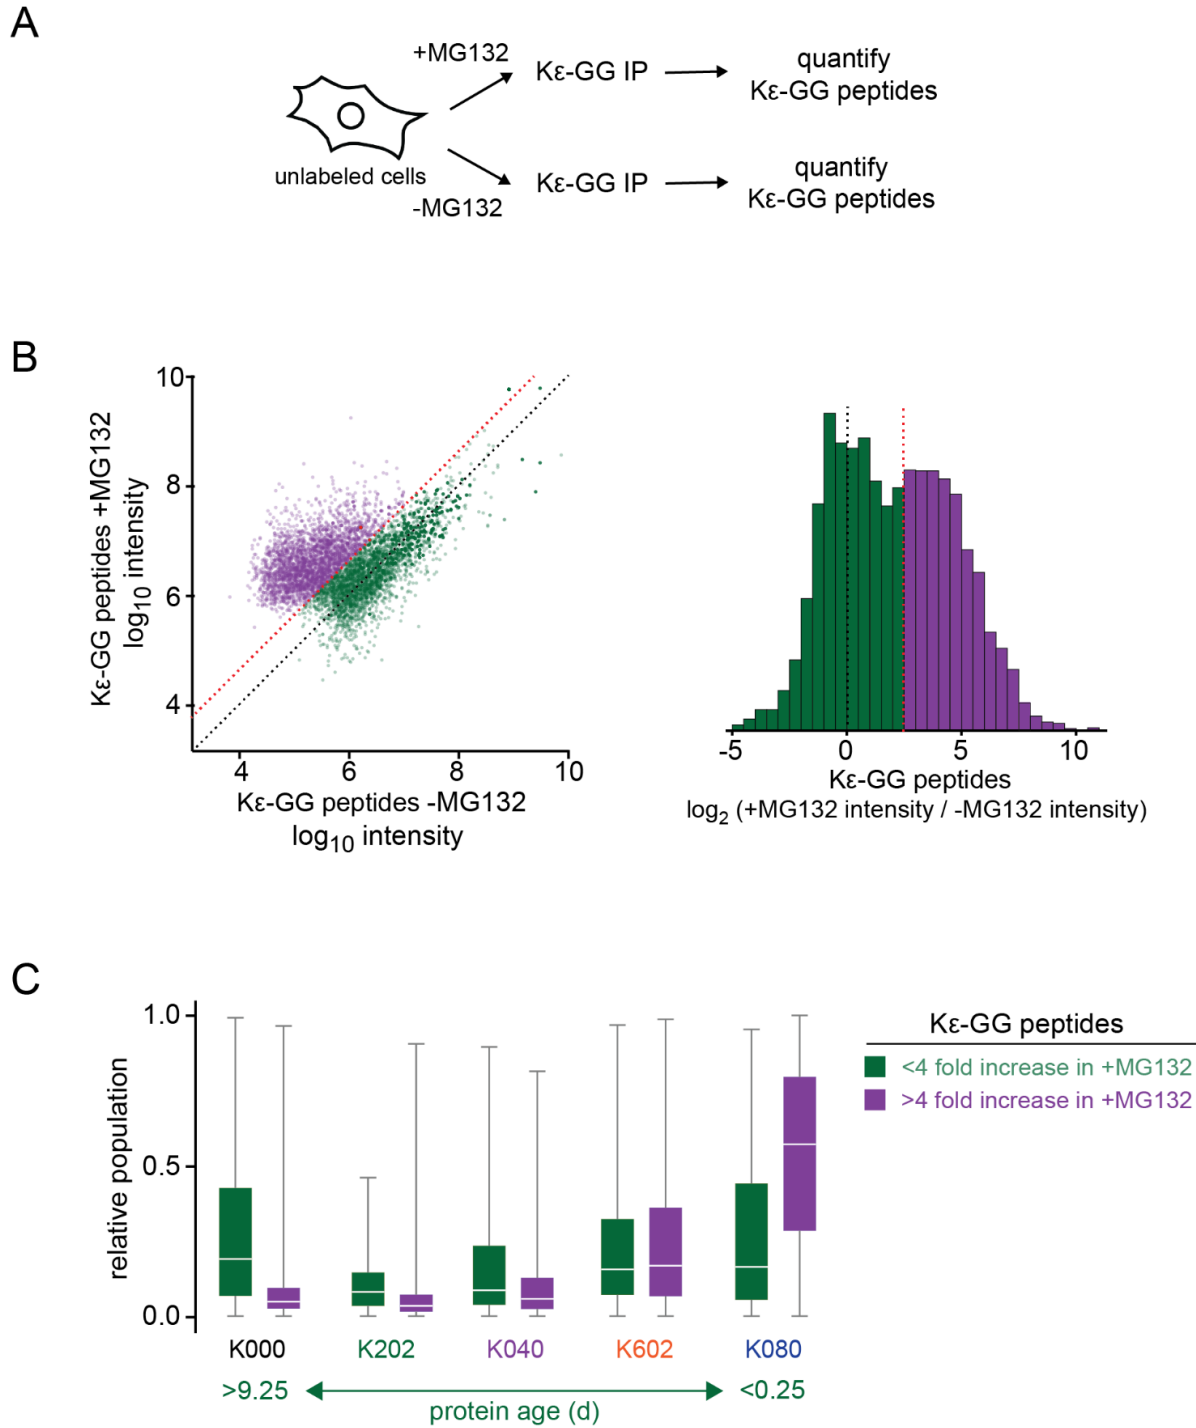 A
+MG132
Kε-GG IP
quantify
Kε-GG peptides
unlabeled cells
-MG132
Kε-GG IP
quantify
Kε-GG peptides
B
Kε-GG peptides +MG132
log10 intensity
10
8
6
4
4 6 8 10
Kε-GG peptides -MG132
log10 intensity
-5 0 5 10
Kε-GG peptides
log2 (+MG132 intensity / -MG132 intensity)
C
relative population
1.0
0.5
0.0
K000 K202 K040 K602 K080
>9.25 <0.25
protein age (d)
Kε-GG peptides
<4 fold increase in +MG132
>4 fold increase in +MG132